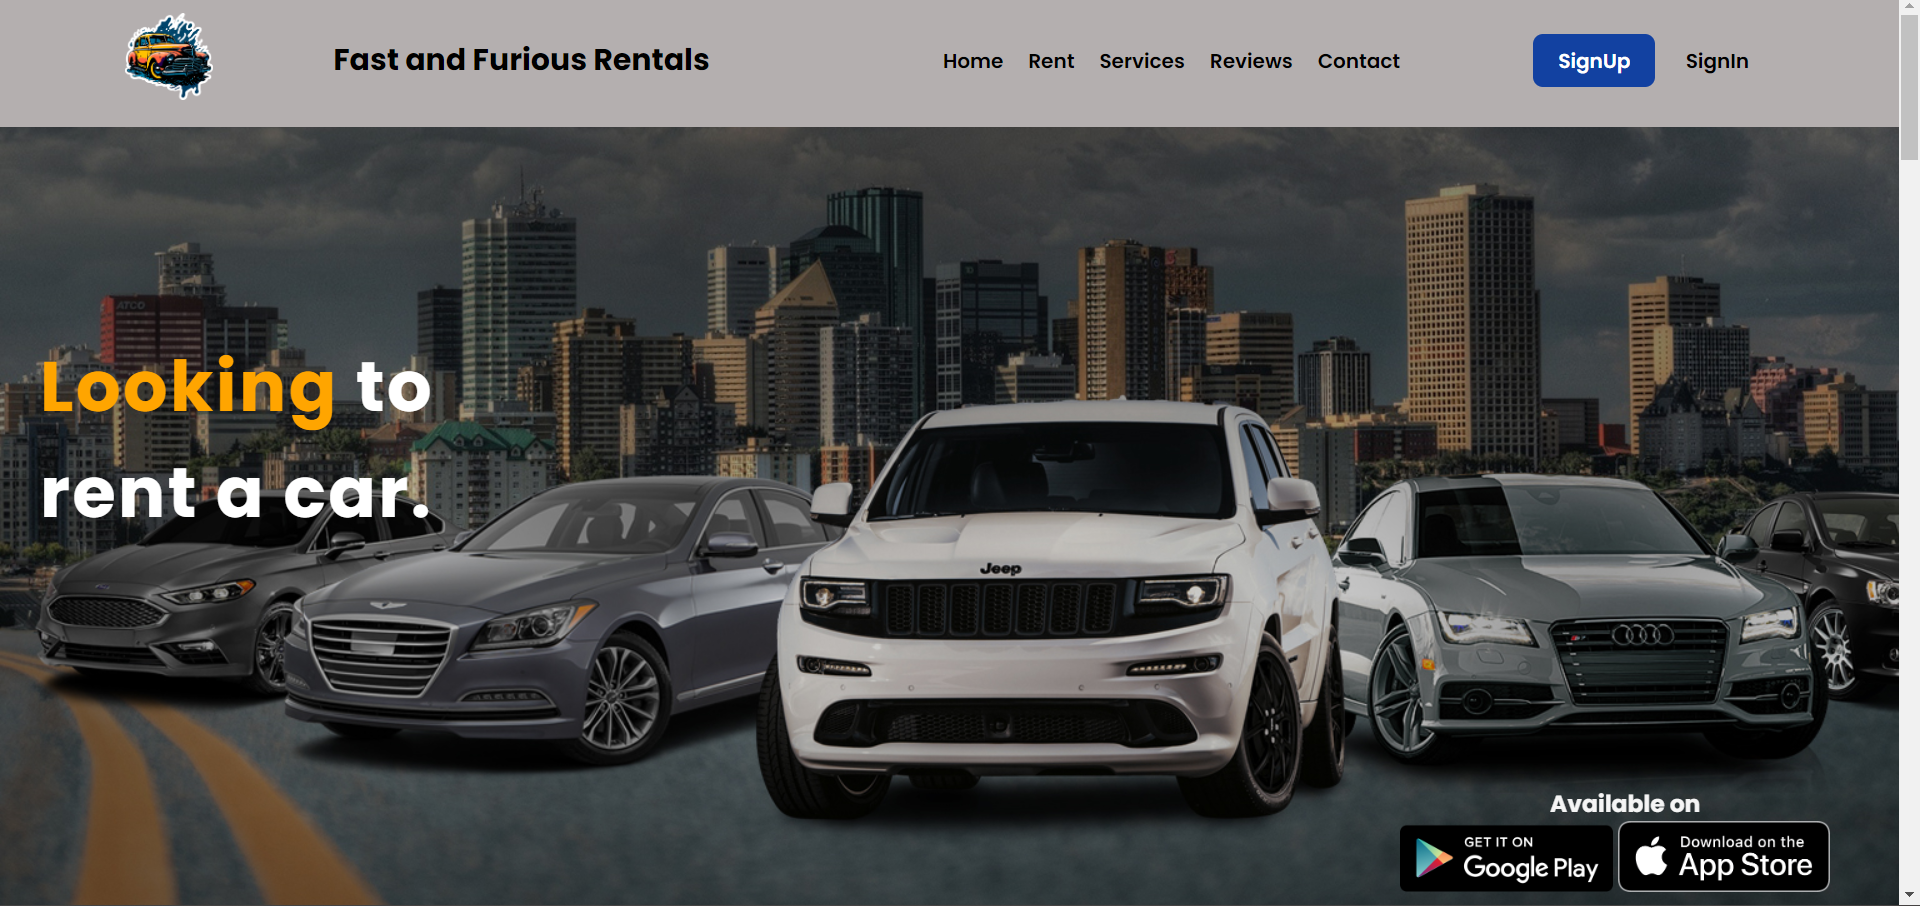 Fast and Furious Rentals
Home Rent Services Reviews Contact
SignUp SignIn
ATCO
Looking to
rent a car.
Jeep
Available on
GET IT ON
Google Play
Download on the
App Store